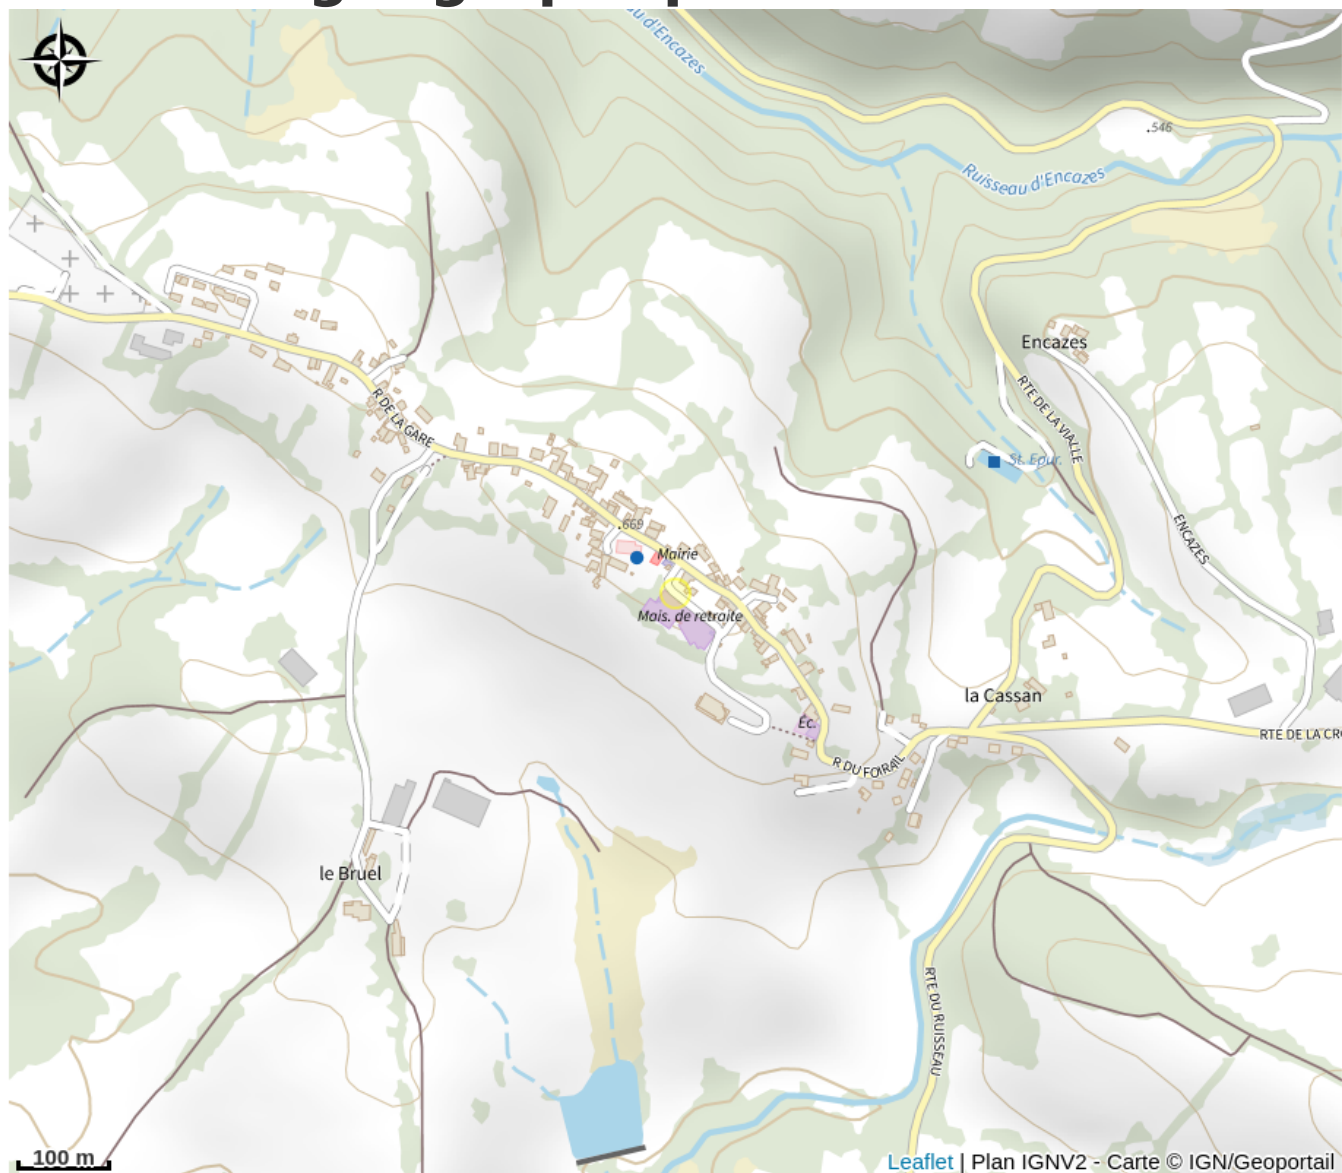 u d'Encazes
.546
Ruisseau d'Encazes
Encazes
RTE DE LA VIALLE
R DE LA GARE
St. Epur.
ENCAZES
.669
Mairie
Mais. de retraite
la Cassan
Ec.
RTE DE LA CR
R DU FOIRAIL
le Bruel
RTE DU RUISSEAU
100 m
Leaflet | Plan IGNV2 - Carte © IGN/Geoportail